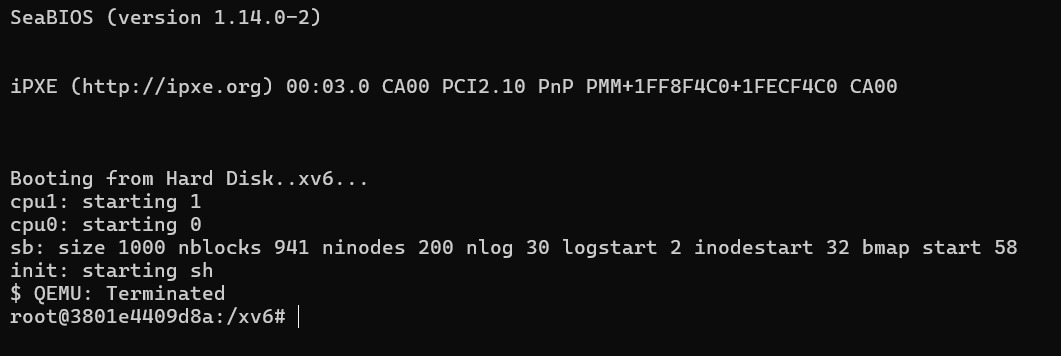 SeaBIOS (version 1.14.0-2)
iPXE (http://ipxe.org) 00:03.0 CA00 PCI2.10 PnP PMM+1FF8F4C0+1FECF4C0 CA00
Booting from Hard Disk..xv6...
cpu1: starting 1
cpu0: starting 0
sb: size 1000 nblocks 941 ninodes 200 nlog 30 logstart 2 inodestart 32 bmap start 58
init: starting sh
$ QEMU: Terminated
root@3801e4409d8a:/xv6#